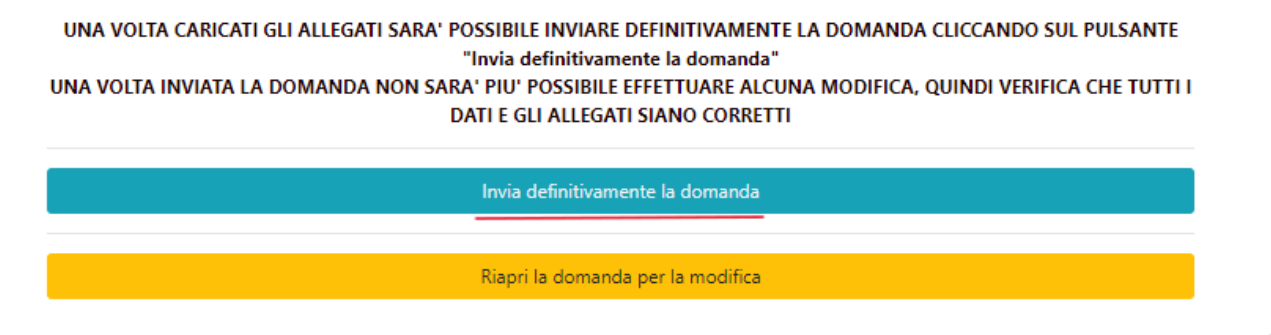 UNA VOLTA CARICATI GLI ALLEGATI SARA' POSSIBILE INVIARE DEFINITIVAMENTE LA DOMANDA CLICCANDO SUL PULSANTE
"Invia definitivamente la domanda"
UNA VOLTA INVIATA LA DOMANDA NON SARA' PIU' POSSIBILE EFFETTUARE ALCUNA MODIFICA, QUINDI VERIFICA CHE TUTTI I
DATI E GLI ALLEGATI SIANO CORRETTI
Invia definitivamente la domanda
Riapri la domanda per la modifica